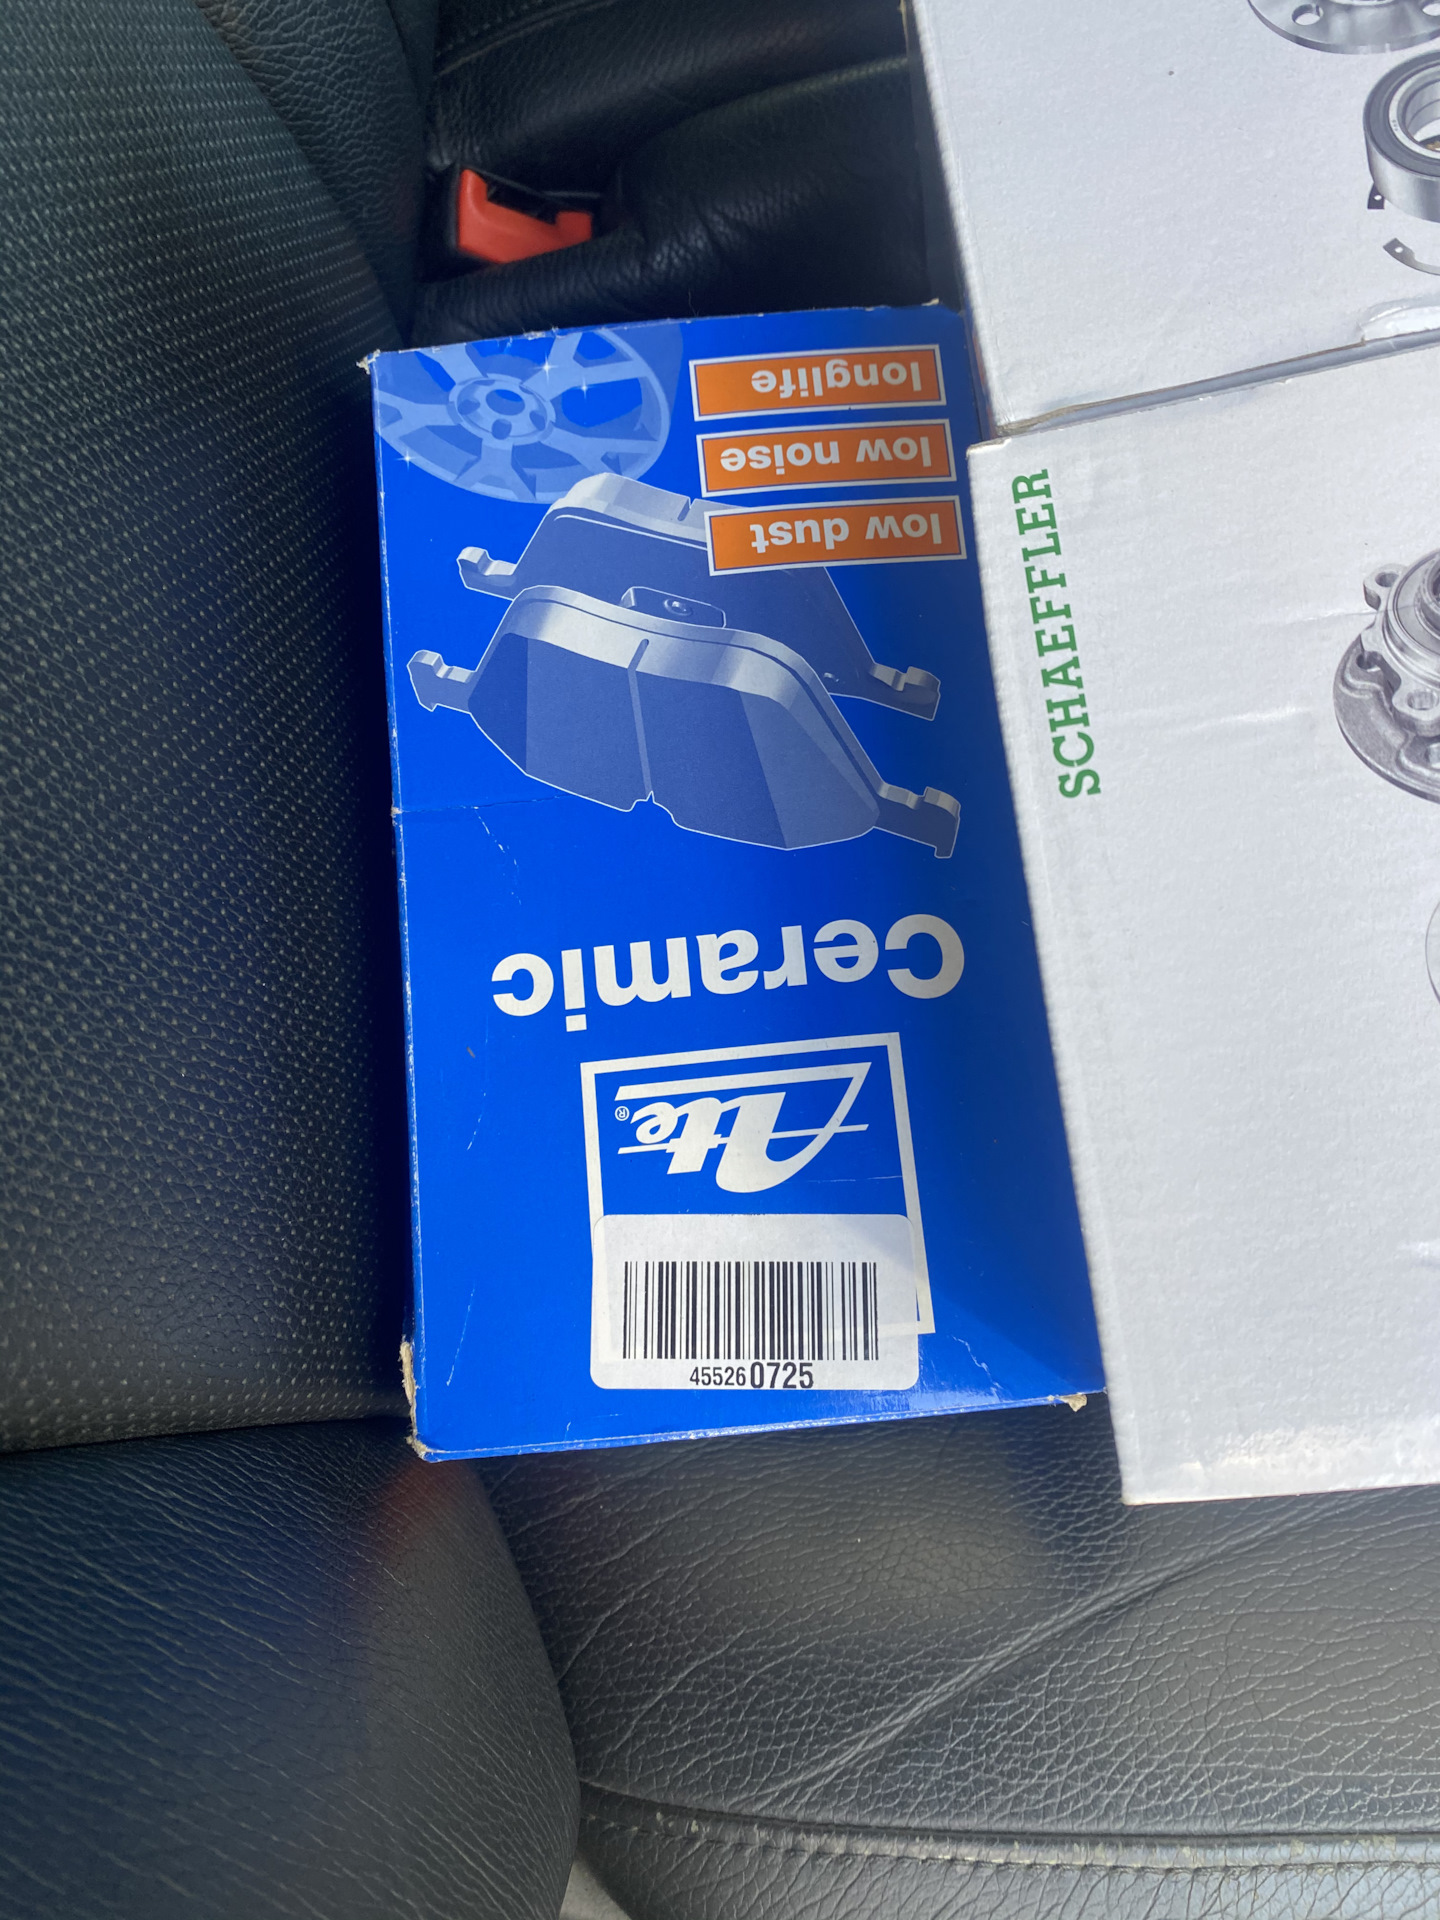 longlife
low noise
low dust
Ceramic
Ate®
455260725
SCHAEFFLER